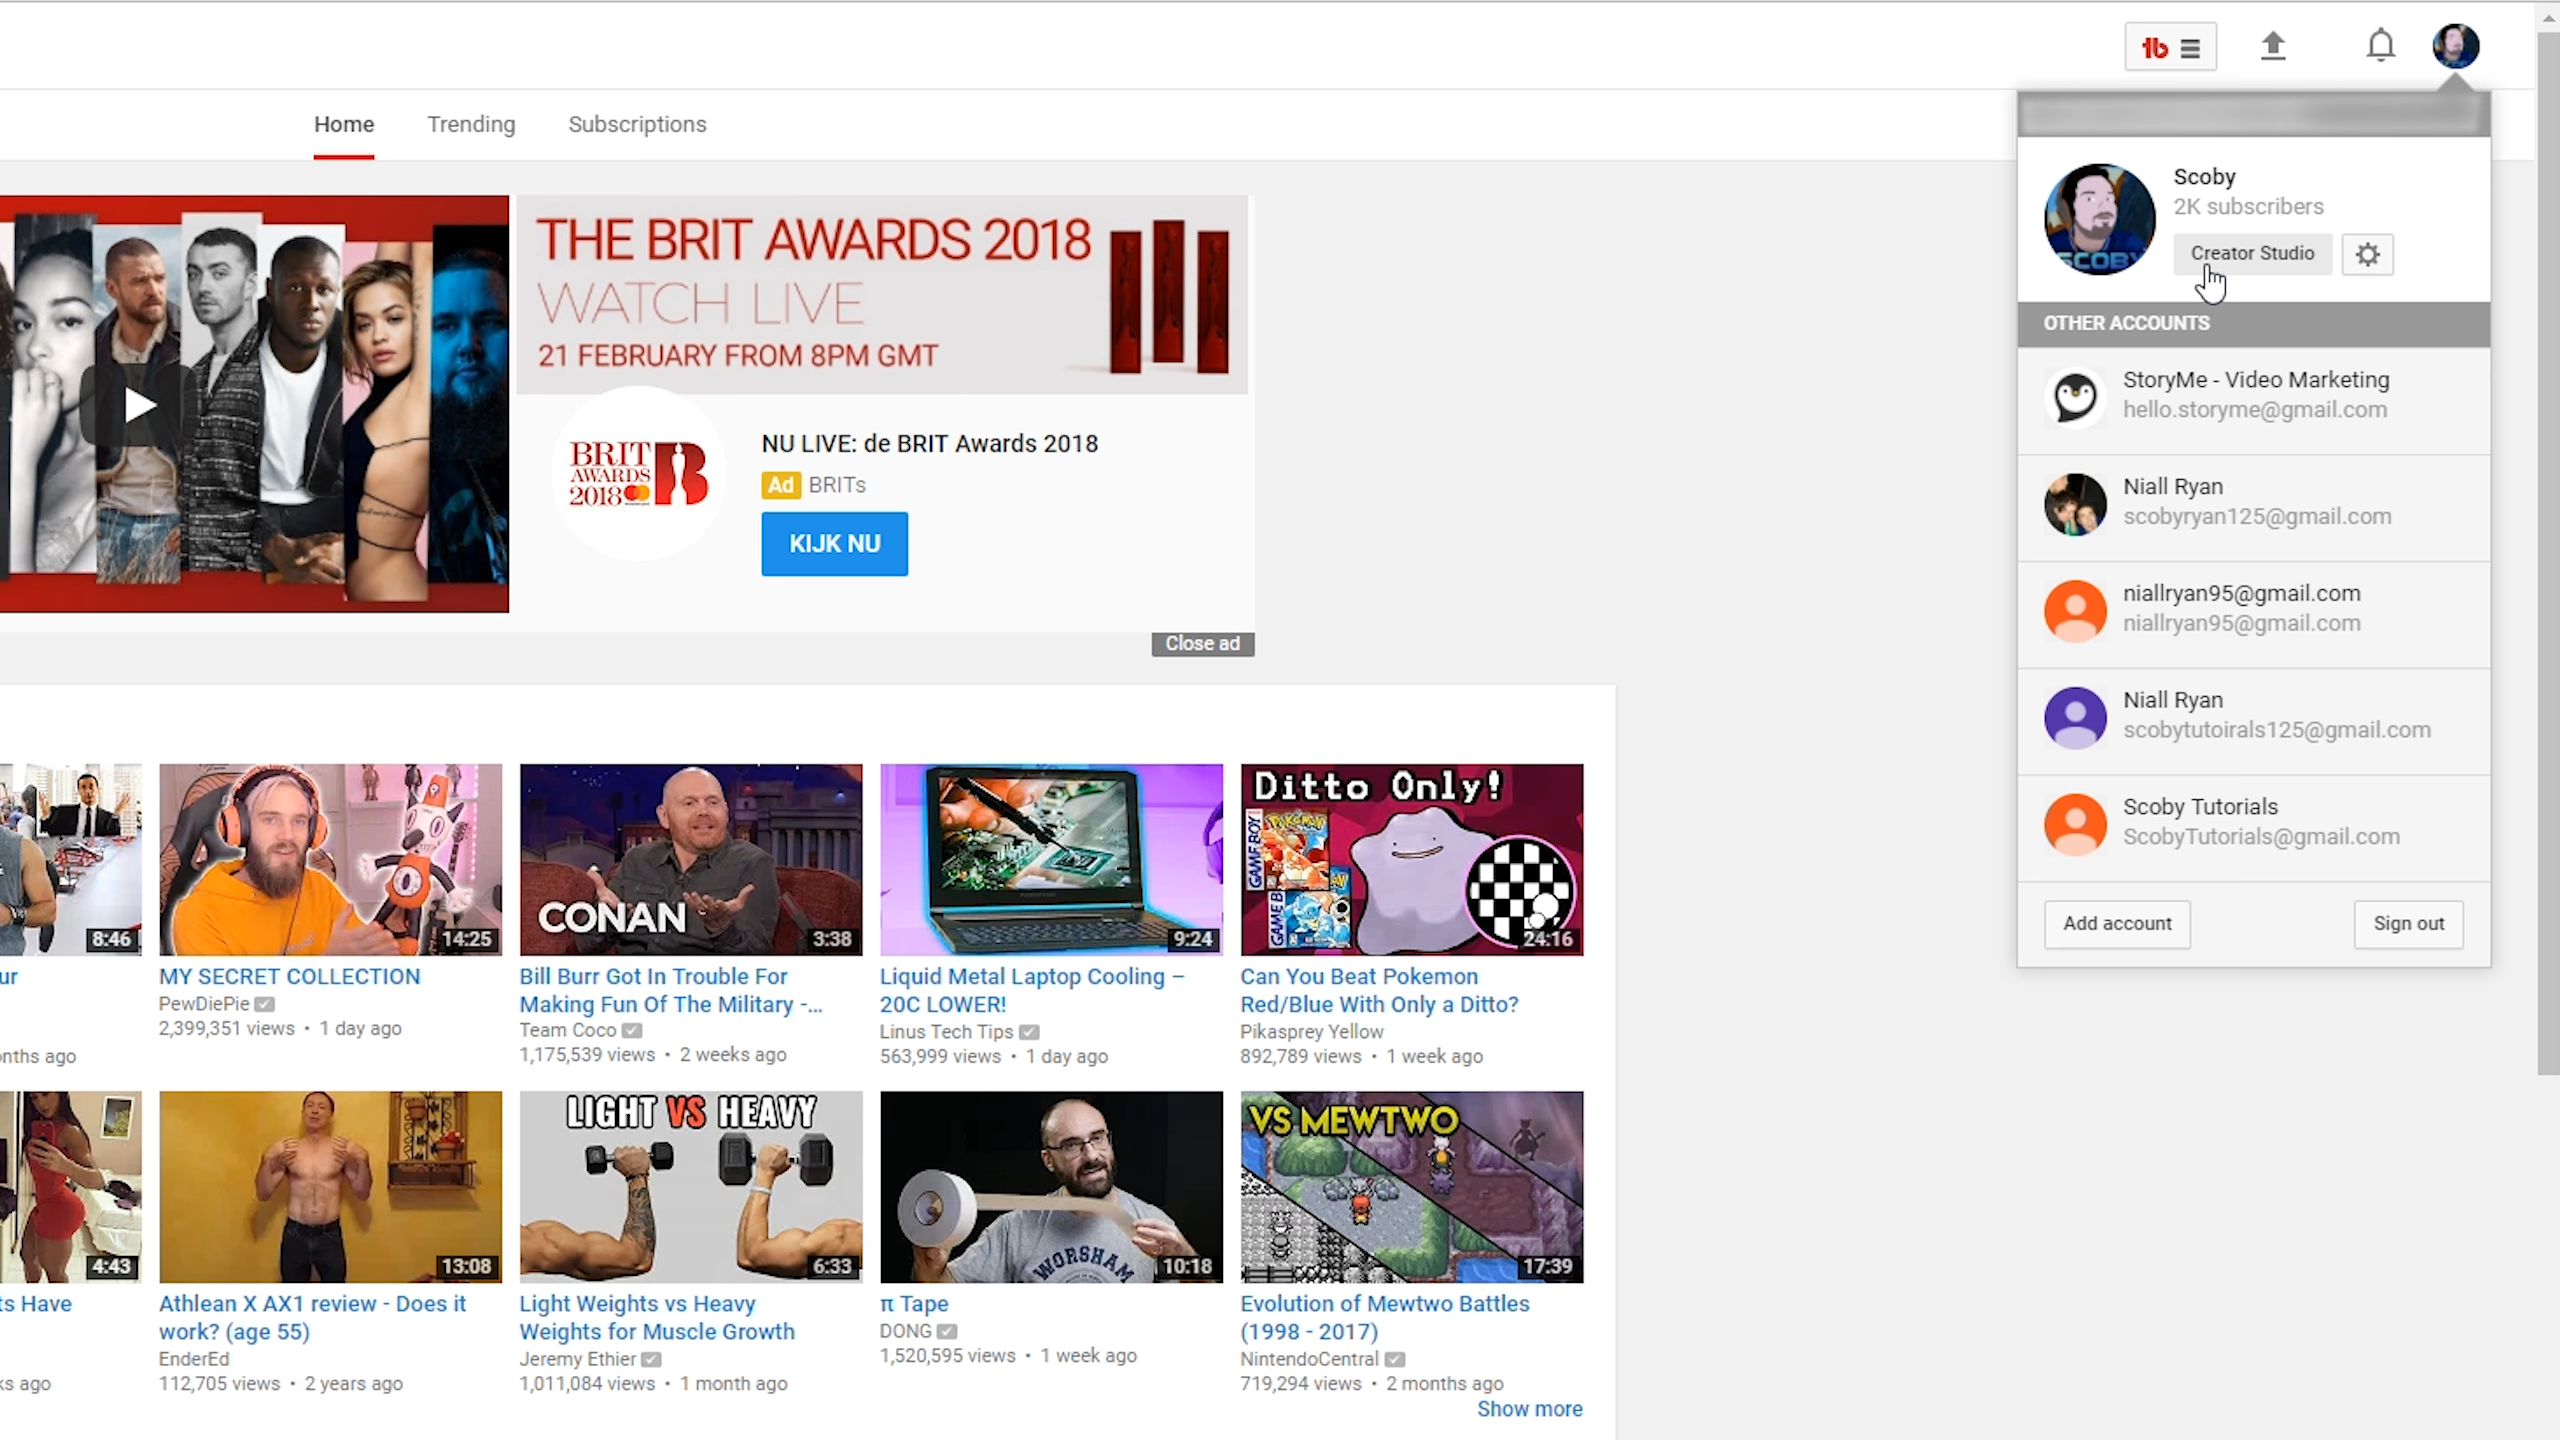 tb
Home
Trending
Subscriptions
THE BRIT AWARDS 2018
WATCH LIVE
21 FEBRUARY FROM 8PM GMT
BRIT
AWARDS
2018
B
NU LIVE: de BRIT Awards 2018
Ad BRITs
KIJK NU
Close ad
Scoby
2K subscribers
Creator Studio
SCOBY
OTHER ACCOUNTS
StoryMe - Video Marketing
hello.storyme@gmail.com
Niall Ryan
scobyryan125@gmail.com
niallryan95@gmail.com
niallryan95@gmail.com
Niall Ryan
scobytutoirals125@gmail.com
Scoby Tutorials
ScobyTutorials@gmail.com
Add account
Sign out
8:46
14:25
CONAN
3:38
9:24
Ditto Only!
GAME BOY
POKéMON
GAME B
24:16
ur
MY SECRET COLLECTION
PewDiePie
2,399,351 views • 1 day ago
Bill Burr Got In Trouble For
Making Fun Of The Military -...
Team Coco
1,175,539 views • 2 weeks ago
Liquid Metal Laptop Cooling –
20C LOWER!
Linus Tech Tips
563,999 views • 1 day ago
Can You Beat Pokemon
Red/Blue With Only a Ditto?
Pikasprey Yellow
892,789 views • 1 week ago
onths ago
4:43
13:08
LIGHT VS HEAVY
6:33
WORSHAM
10:18
VS MEWTWO
17:39
ts Have
ks ago
Athlean X AX1 review - Does it
work? (age 55)
EnderEd
112,705 views • 2 years ago
Light Weights vs Heavy
Weights for Muscle Growth
Jeremy Ethier
1,011,084 views • 1 month ago
π Tape
DONG
1,520,595 views • 1 week ago
Evolution of Mewtwo Battles
(1998 - 2017)
NintendoCentral
719,294 views • 2 months ago
Show more